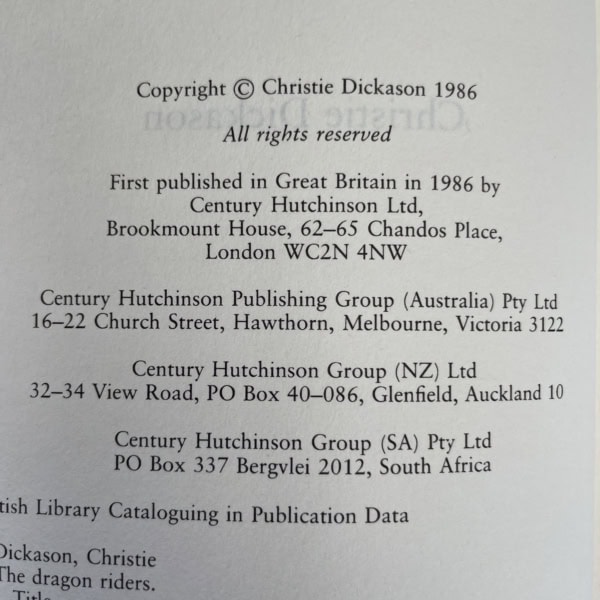 Copyright © Christie Dickason 1986
All rights reserved
First published in Great Britain in 1986 by
Century Hutchinson Ltd,
Brookmount House, 62–65 Chandos Place,
London WC2N 4NW
Century Hutchinson Publishing Group (Australia) Pty Ltd
16–22 Church Street, Hawthorn, Melbourne, Victoria 3122
Century Hutchinson Group (NZ) Ltd
32–34 View Road, PO Box 40–086, Glenfield, Auckland 10
Century Hutchinson Group (SA) Pty Ltd
PO Box 337 Bergvlei 2012, South Africa
tish Library Cataloguing in Publication Data
Dickason, Christie
The dragon riders.
Title